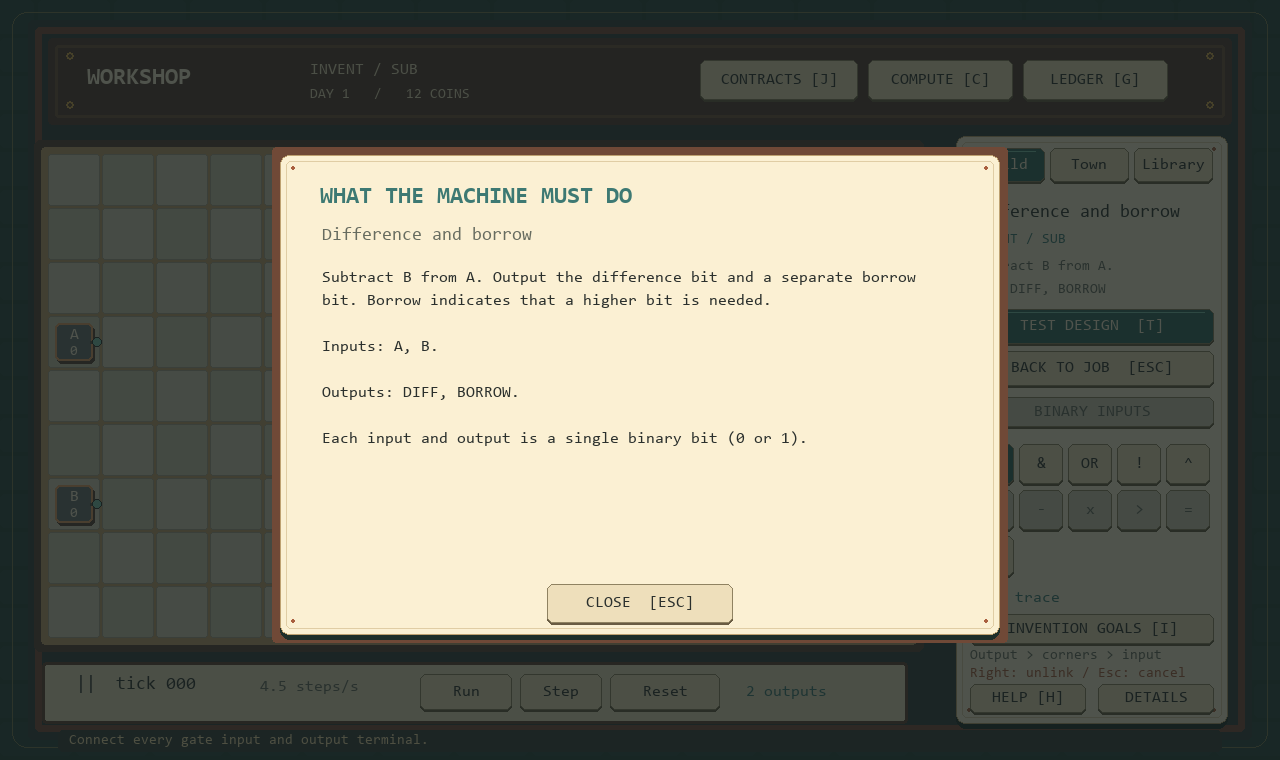 WORKSHOP
INVENT / SUB
DAY 1 / 12 COINS
CONTRACTS [J]
COMPUTE [C]
LEDGER [G]
Town
Library
WHAT THE MACHINE MUST DO
Difference and borrow
Subtract B from A. Output the difference bit and a separate borrow
bit. Borrow indicates that a higher bit is needed.
Inputs: A, B.
Outputs: DIFF, BORROW.
Each input and output is a single binary bit (0 or 1).
CLOSE [ESC]
A
0
B
0
ference and borrow
/ SUB
from A.
DIFF, BORROW
TEST DESIGN [T]
BACK TO JOB [ESC]
BINARY INPUTS
& OR ! ^
- x > =
trace
INVENTION GOALS [I]
Output > corners > input
Right: unlink / Esc: cancel
HELP [H]
DETAILS
|| tick 000
4.5 steps/s
Run
Step
Reset
2 outputs
Connect every gate input and output terminal.